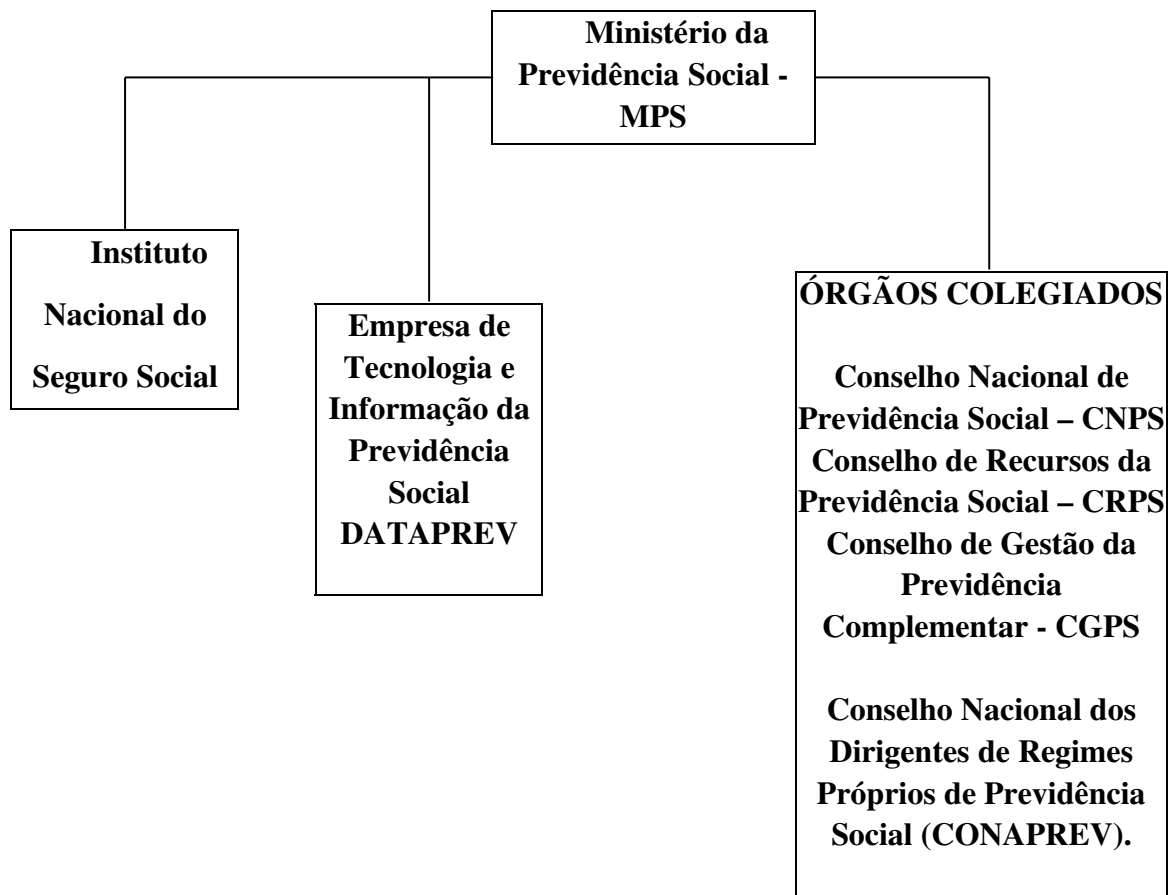 Ministério da
Previdência Social -
MPS
Instituto
Nacional do
Seguro Social
Empresa de
Tecnologia e
Informação da
Previdência
Social
DATAPREV
ÓRGÃOS COLEGIADOS
Conselho Nacional de
Previdência Social – CNPS
Conselho de Recursos da
Previdência Social – CRPS
Conselho de Gestão da
Previdência
Complementar - CGPS
Conselho Nacional dos
Dirigentes de Regimes
Próprios de Previdência
Social (CONAPREV).